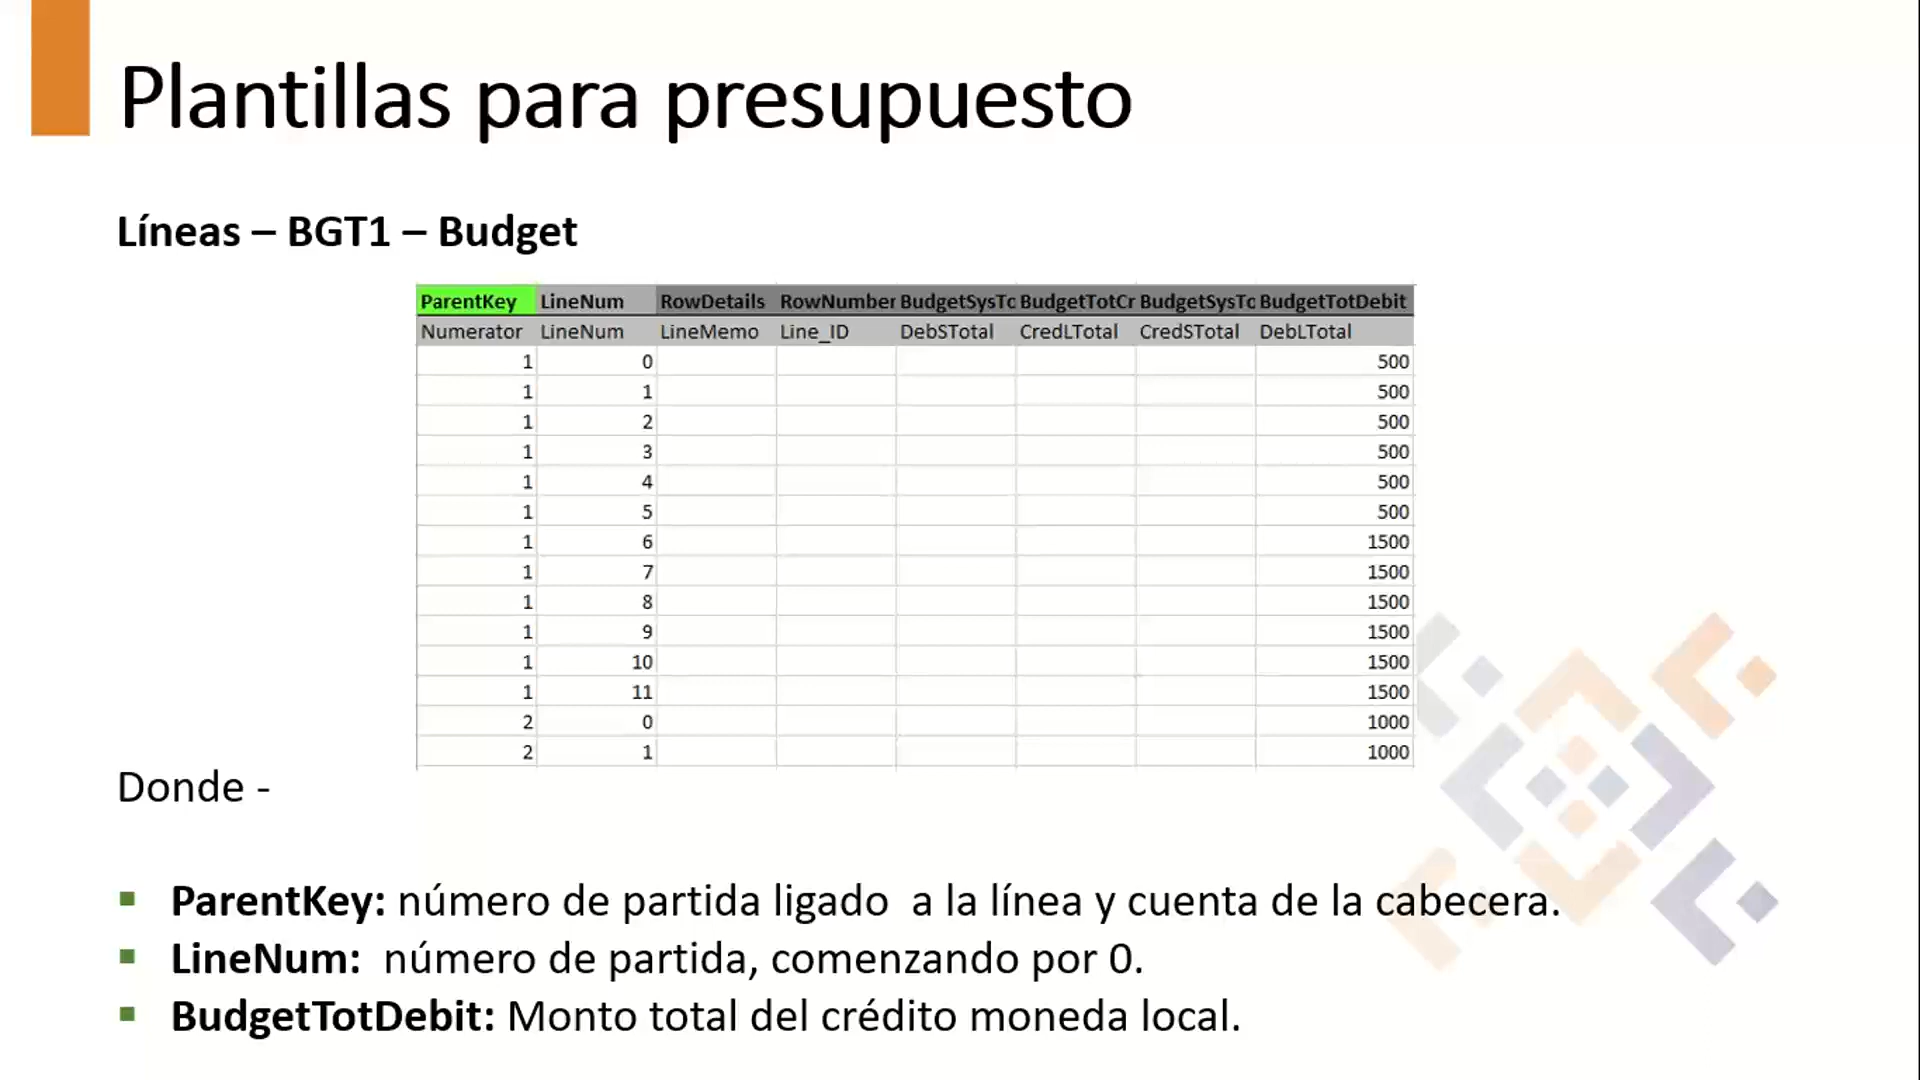 Plantillas para presupuesto
Líneas – BGT1 – Budget
ParentKey LineNum RowDetails RowNumber BudgetSysTc BudgetTotCr BudgetSysTc BudgetTotDebit
Numerator LineNum LineMemo Line_ID DebSTotal CredLTotal CredSTotal DebLTotal
1 0 500
1 1 500
1 2 500
1 3 500
1 4 500
1 5 500
1 6 1500
1 7 1500
1 8 1500
1 9 1500
1 10 1500
1 11 1500
2 0 1000
2 1 1000
Donde -
▪ ParentKey: número de partida ligado a la línea y cuenta de la cabecera.
▪ LineNum: número de partida, comenzando por 0.
▪ BudgetTotDebit: Monto total del crédito moneda local.